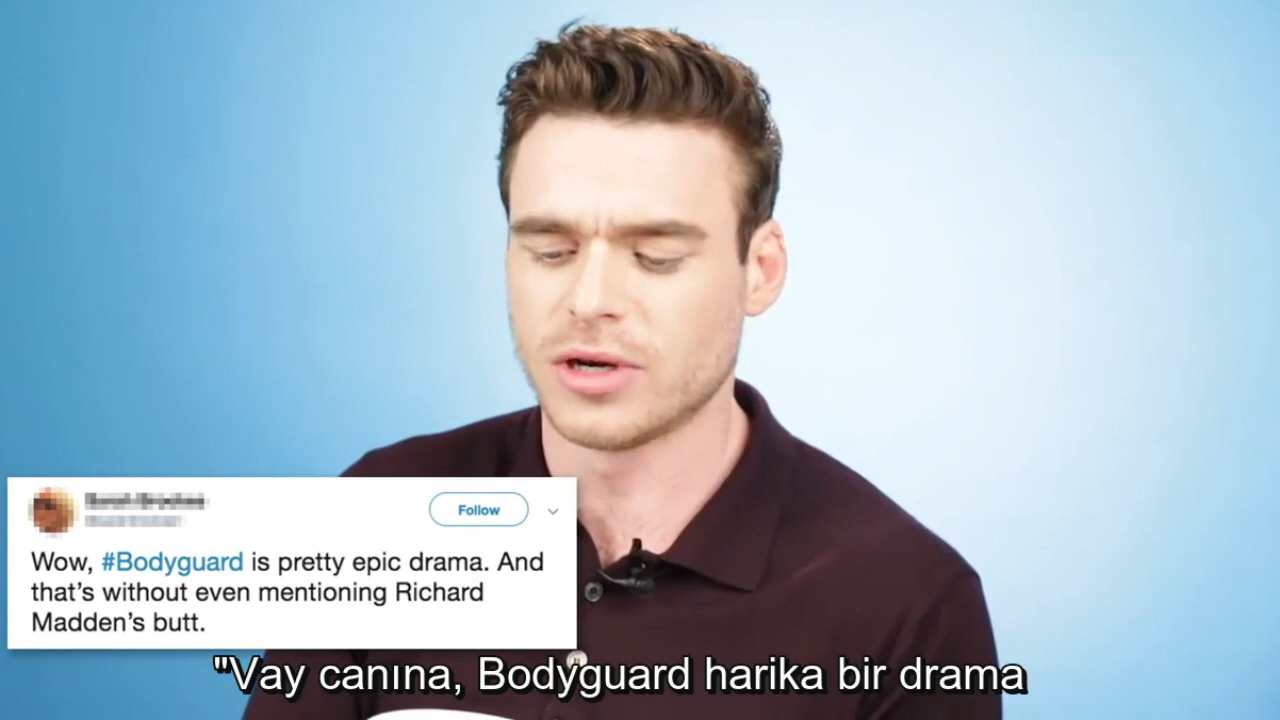 Follow
Wow, #Bodyguard is pretty epic drama. And
that's without even mentioning Richard
Madden's butt.
"Vay canına, Bodyguard harika bir drama